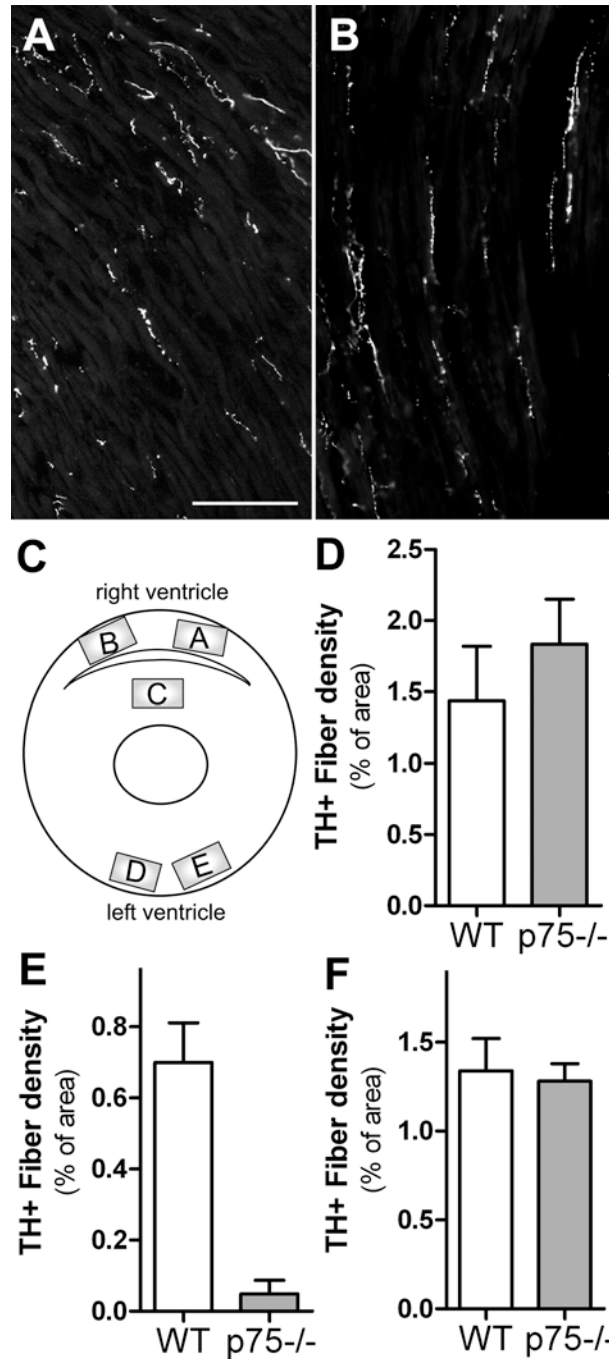 A
B
C
right ventricle
B
A
C
D
E
left ventricle
D
TH+ Fiber density
(% of area)
2.5
2.0
1.5
1.0
0.5
0.0
WT
p75-/-
E
TH+ Fiber density
(% of area)
0.8
0.6
0.4
0.2
0.0
WT
p75-/-
F
TH+ Fiber density
(% of area)
1.5
1.0
0.5
0.0
WT
p75-/-